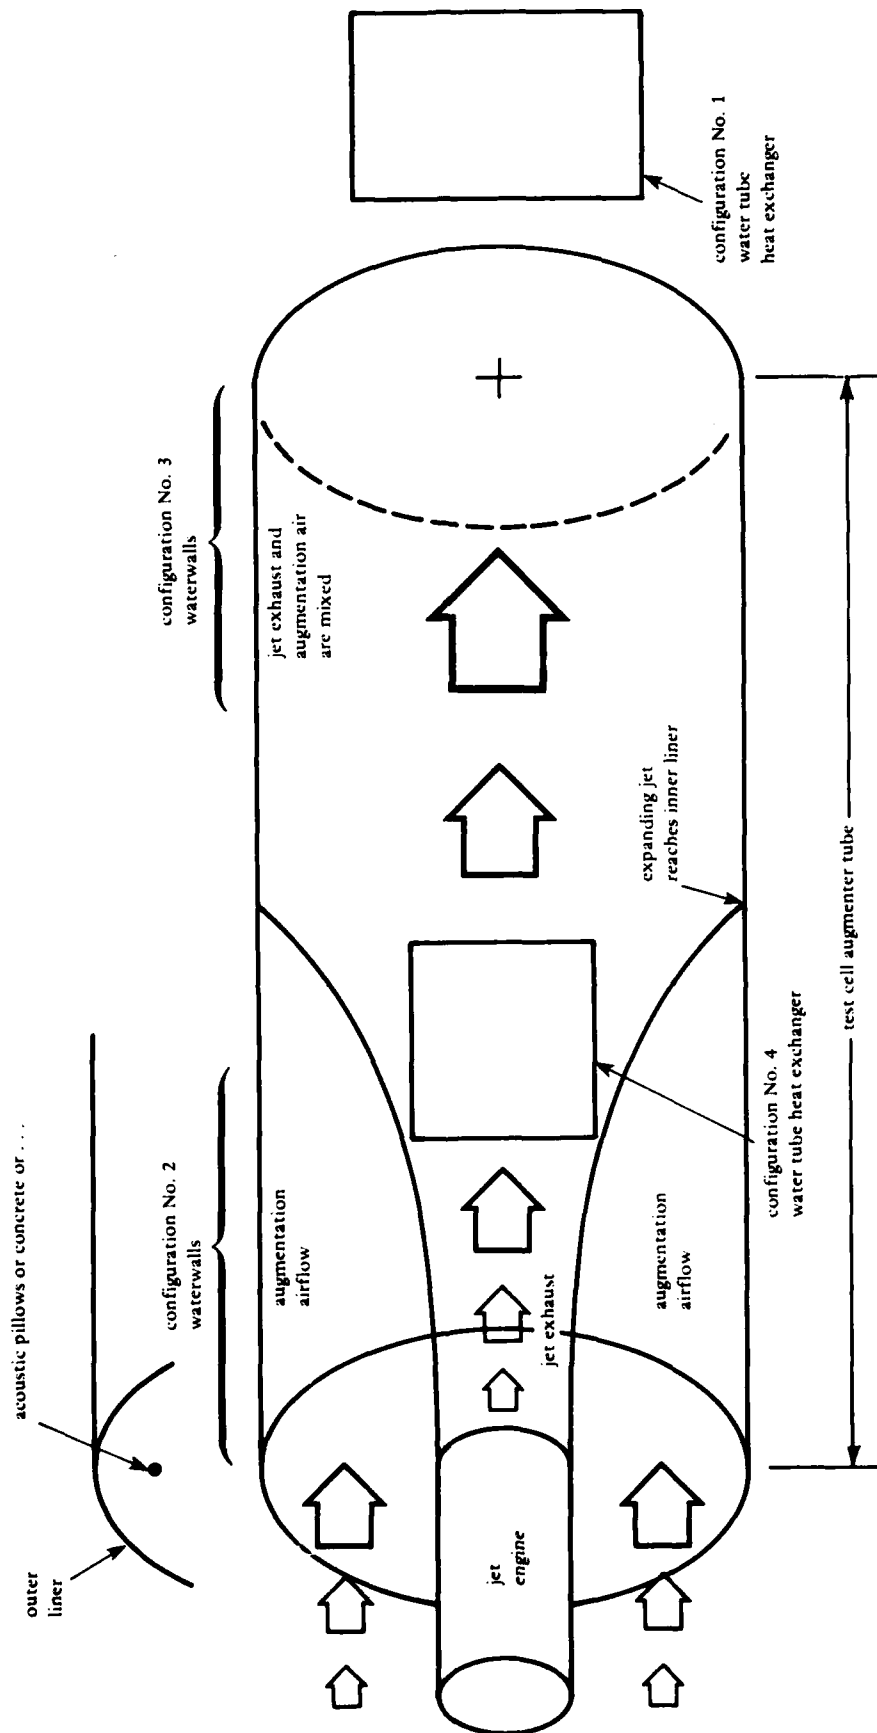 outer
liner
acoustic pillows or concrete or . . .
configuration No. 2
waterwalls
configuration No. 3
waterwalls
augmentation
airflow
jet exhaust and
augmentation air
are mixed
jet
engine
jet exhaust
augmentation
airflow
expanding jet
reaches inner liner
configuration No. 4
water tube heat exchanger
configuration No. 1
water tube
heat exchanger
test cell augmenter tube